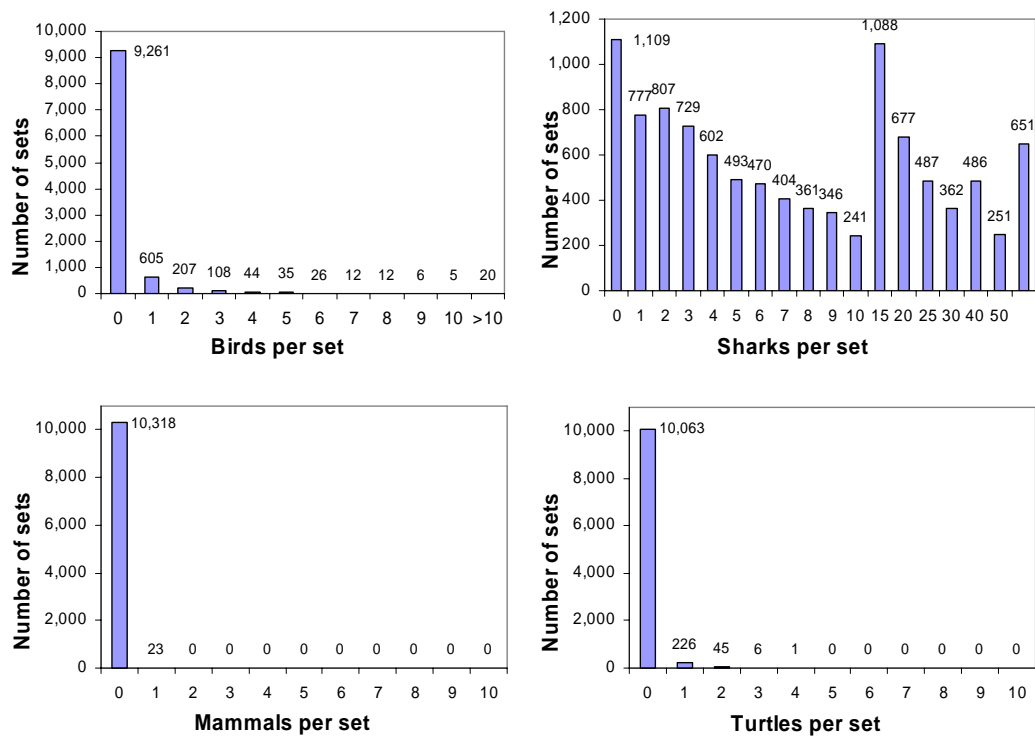 10,000
9,000
8,000
7,000
6,000
5,000
4,000
3,000
2,000
1,000
0
Number of sets
9,261
605 207 108 44 35 26 12 12 6 5 20
0 1 2 3 4 5 6 7 8 9 10 >10
Birds per set
1,200
1,000
800
600
400
200
0
Number of sets
1,109
777 807 729 602 493 470 404 361 346 241 1,088 677 487 362 486 251 651
0 1 2 3 4 5 6 7 8 9 10 15 20 25 30 40 50
Sharks per set
10,000
8,000
6,000
4,000
2,000
0
Number of sets
10,318
23 0 0 0 0 0 0 0 0 0
0 1 2 3 4 5 6 7 8 9 10
Mammals per set
10,000
8,000
6,000
4,000
2,000
0
Number of sets
10,063
226 45 6 1 0 0 0 0 0 0
0 1 2 3 4 5 6 7 8 9 10
Turtles per set